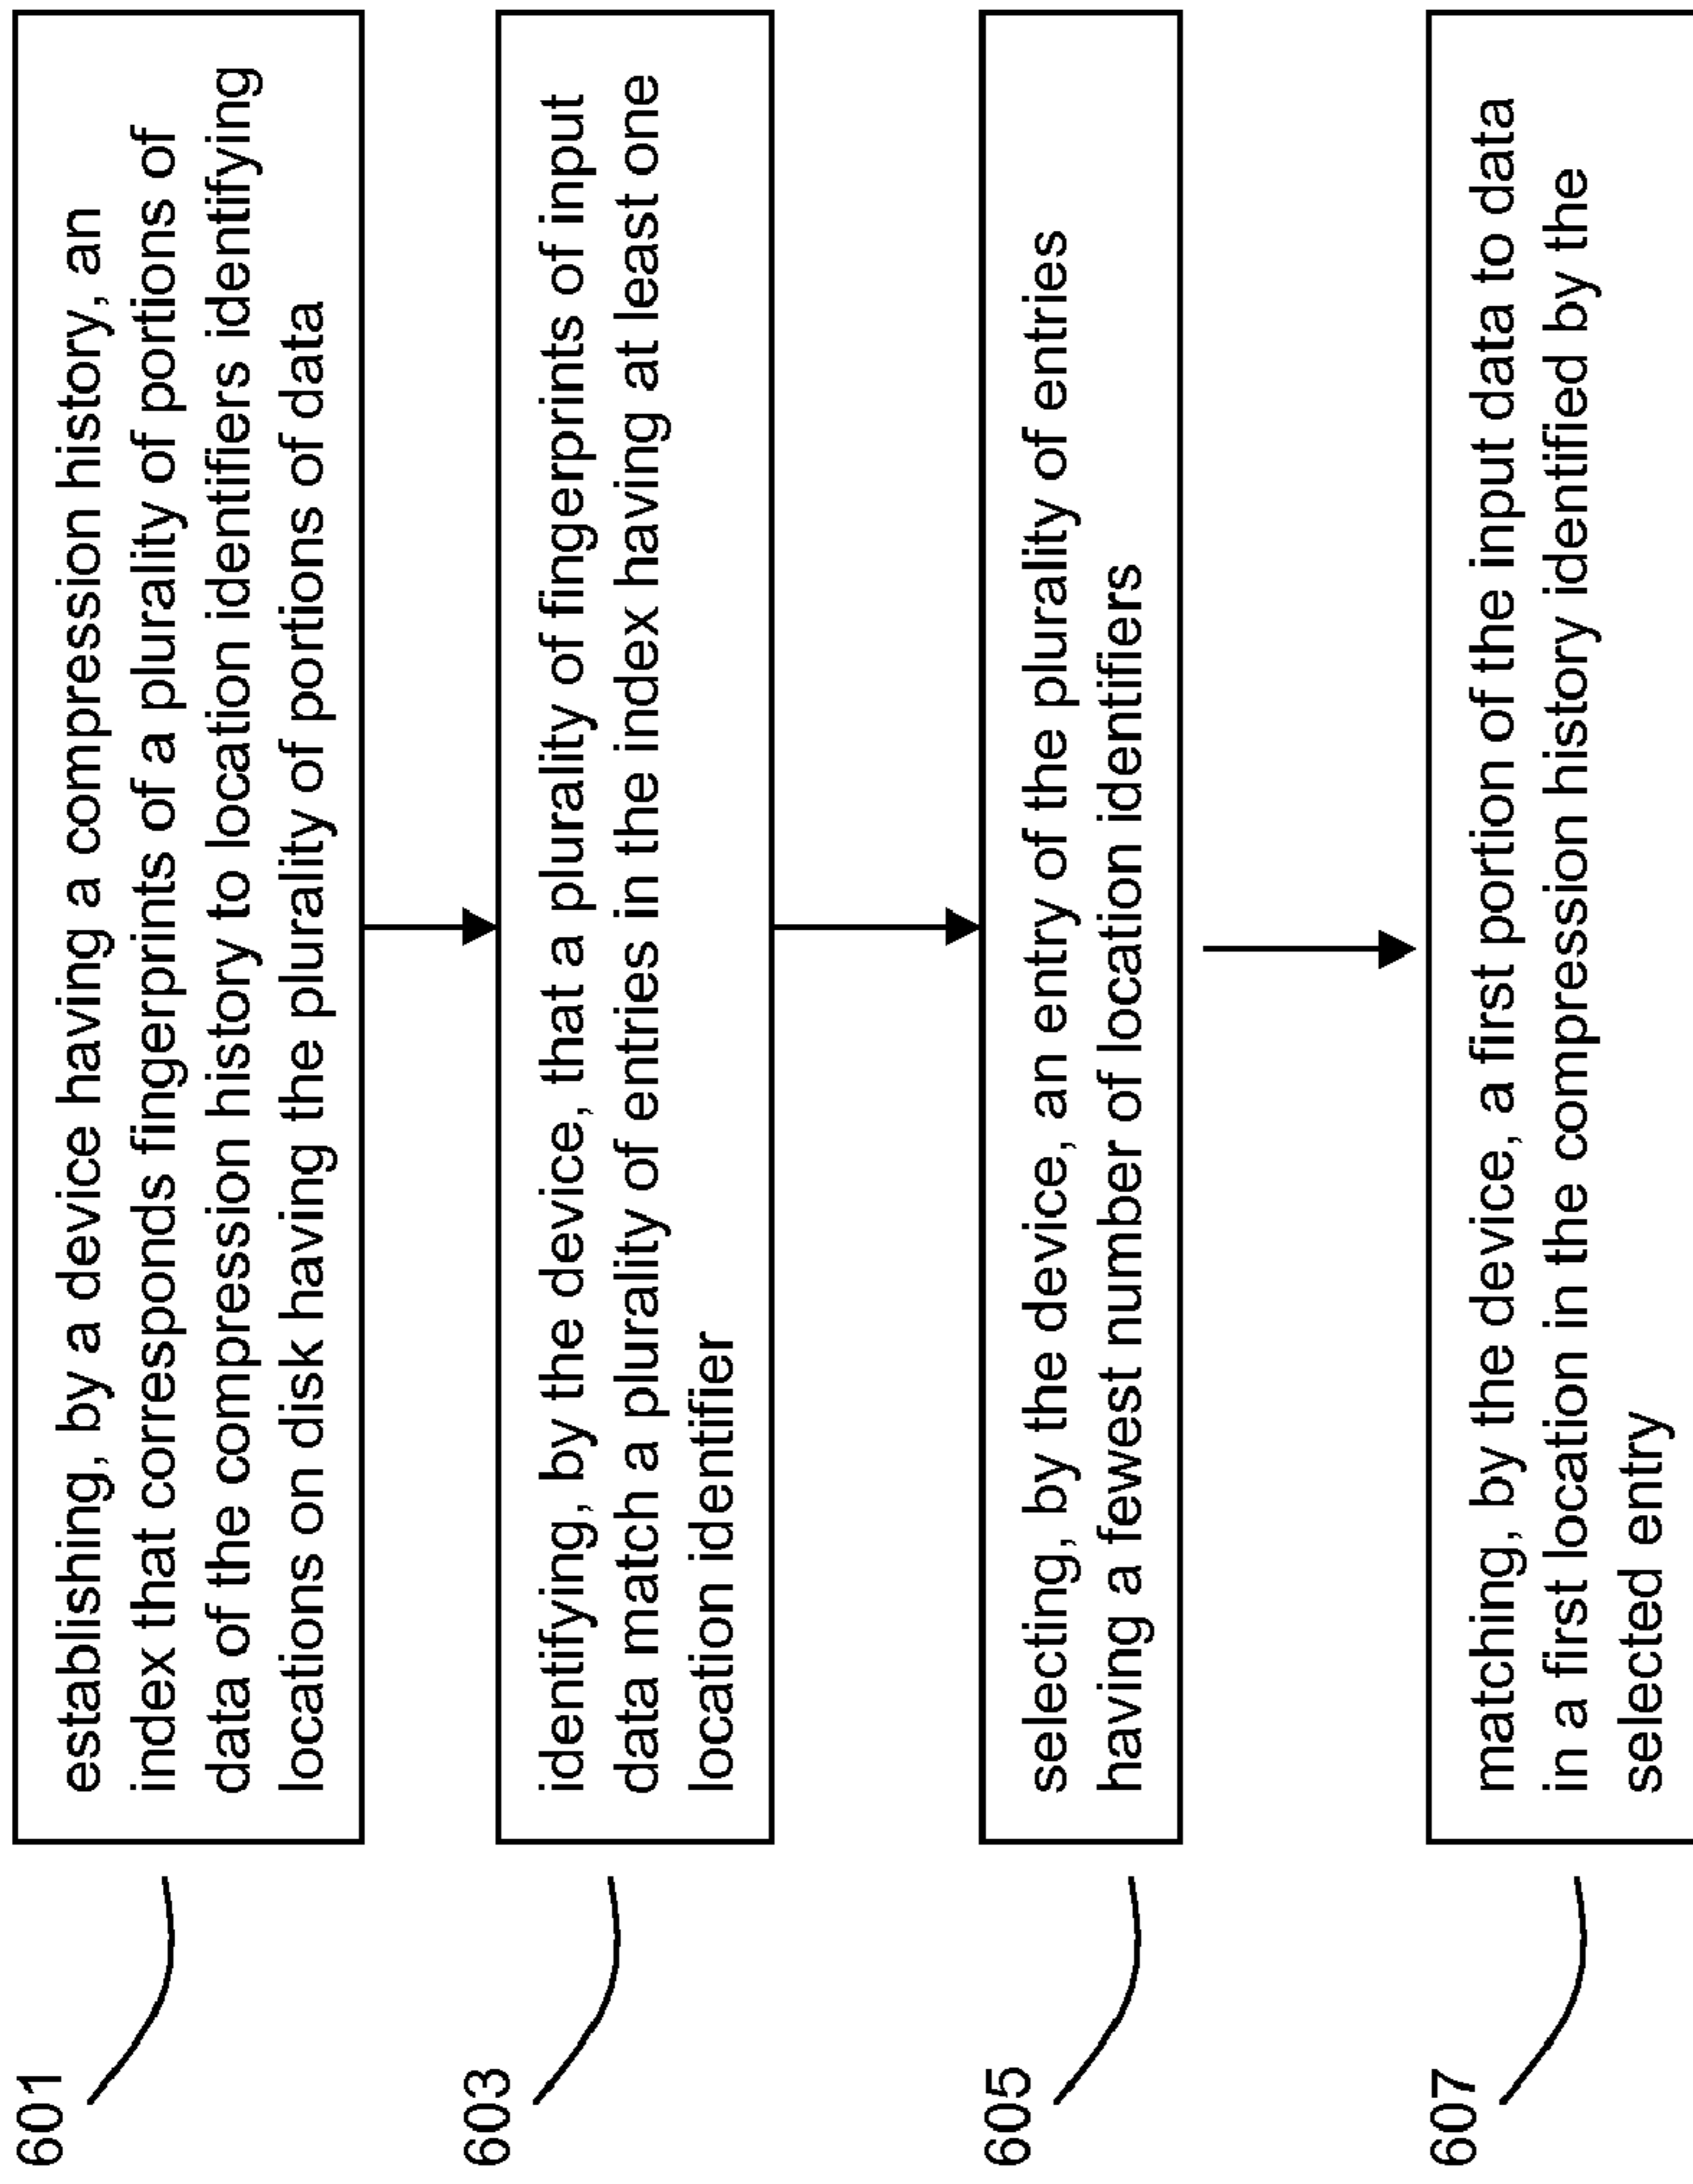 601
establishing, by a device having a compression history, an
index that corresponds fingerprints of a plurality of portions of
data of the compression history to location identifiers identifying
locations on disk having the plurality of portions of data
603
identifying, by the device, that a plurality of fingerprints of input
data match a plurality of entries in the index having at least one
location identifier
605
selecting, by the device, an entry of the plurality of entries
having a fewest number of location identifiers
607
matching, by the device, a first portion of the input data to data
in a first location in the compression history identified by the
selected entry